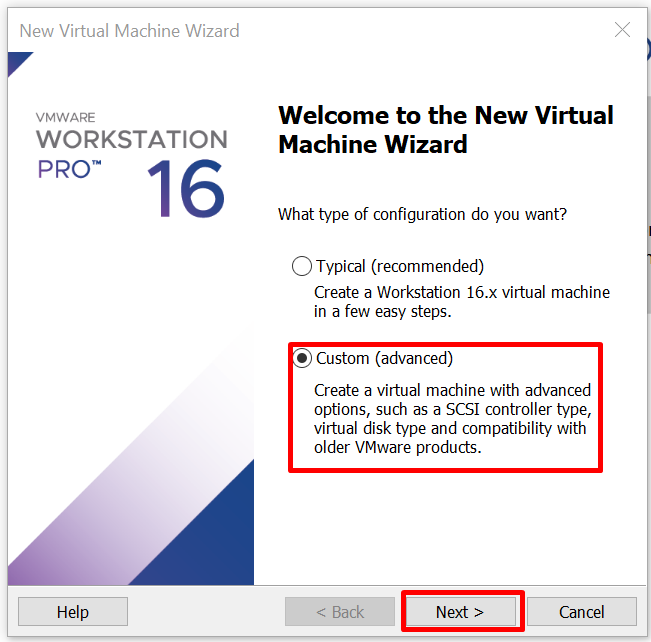 New Virtual Machine Wizard
VMWARE
WORKSTATION
PRO™
16
Welcome to the New Virtual
Machine Wizard
What type of configuration do you want?
Typical (recommended)
Create a Workstation 16.x virtual machine
in a few easy steps.
Custom (advanced)
Create a virtual machine with advanced
options, such as a SCSI controller type,
virtual disk type and compatibility with
older VMware products.
Help
< Back
Next >
Cancel